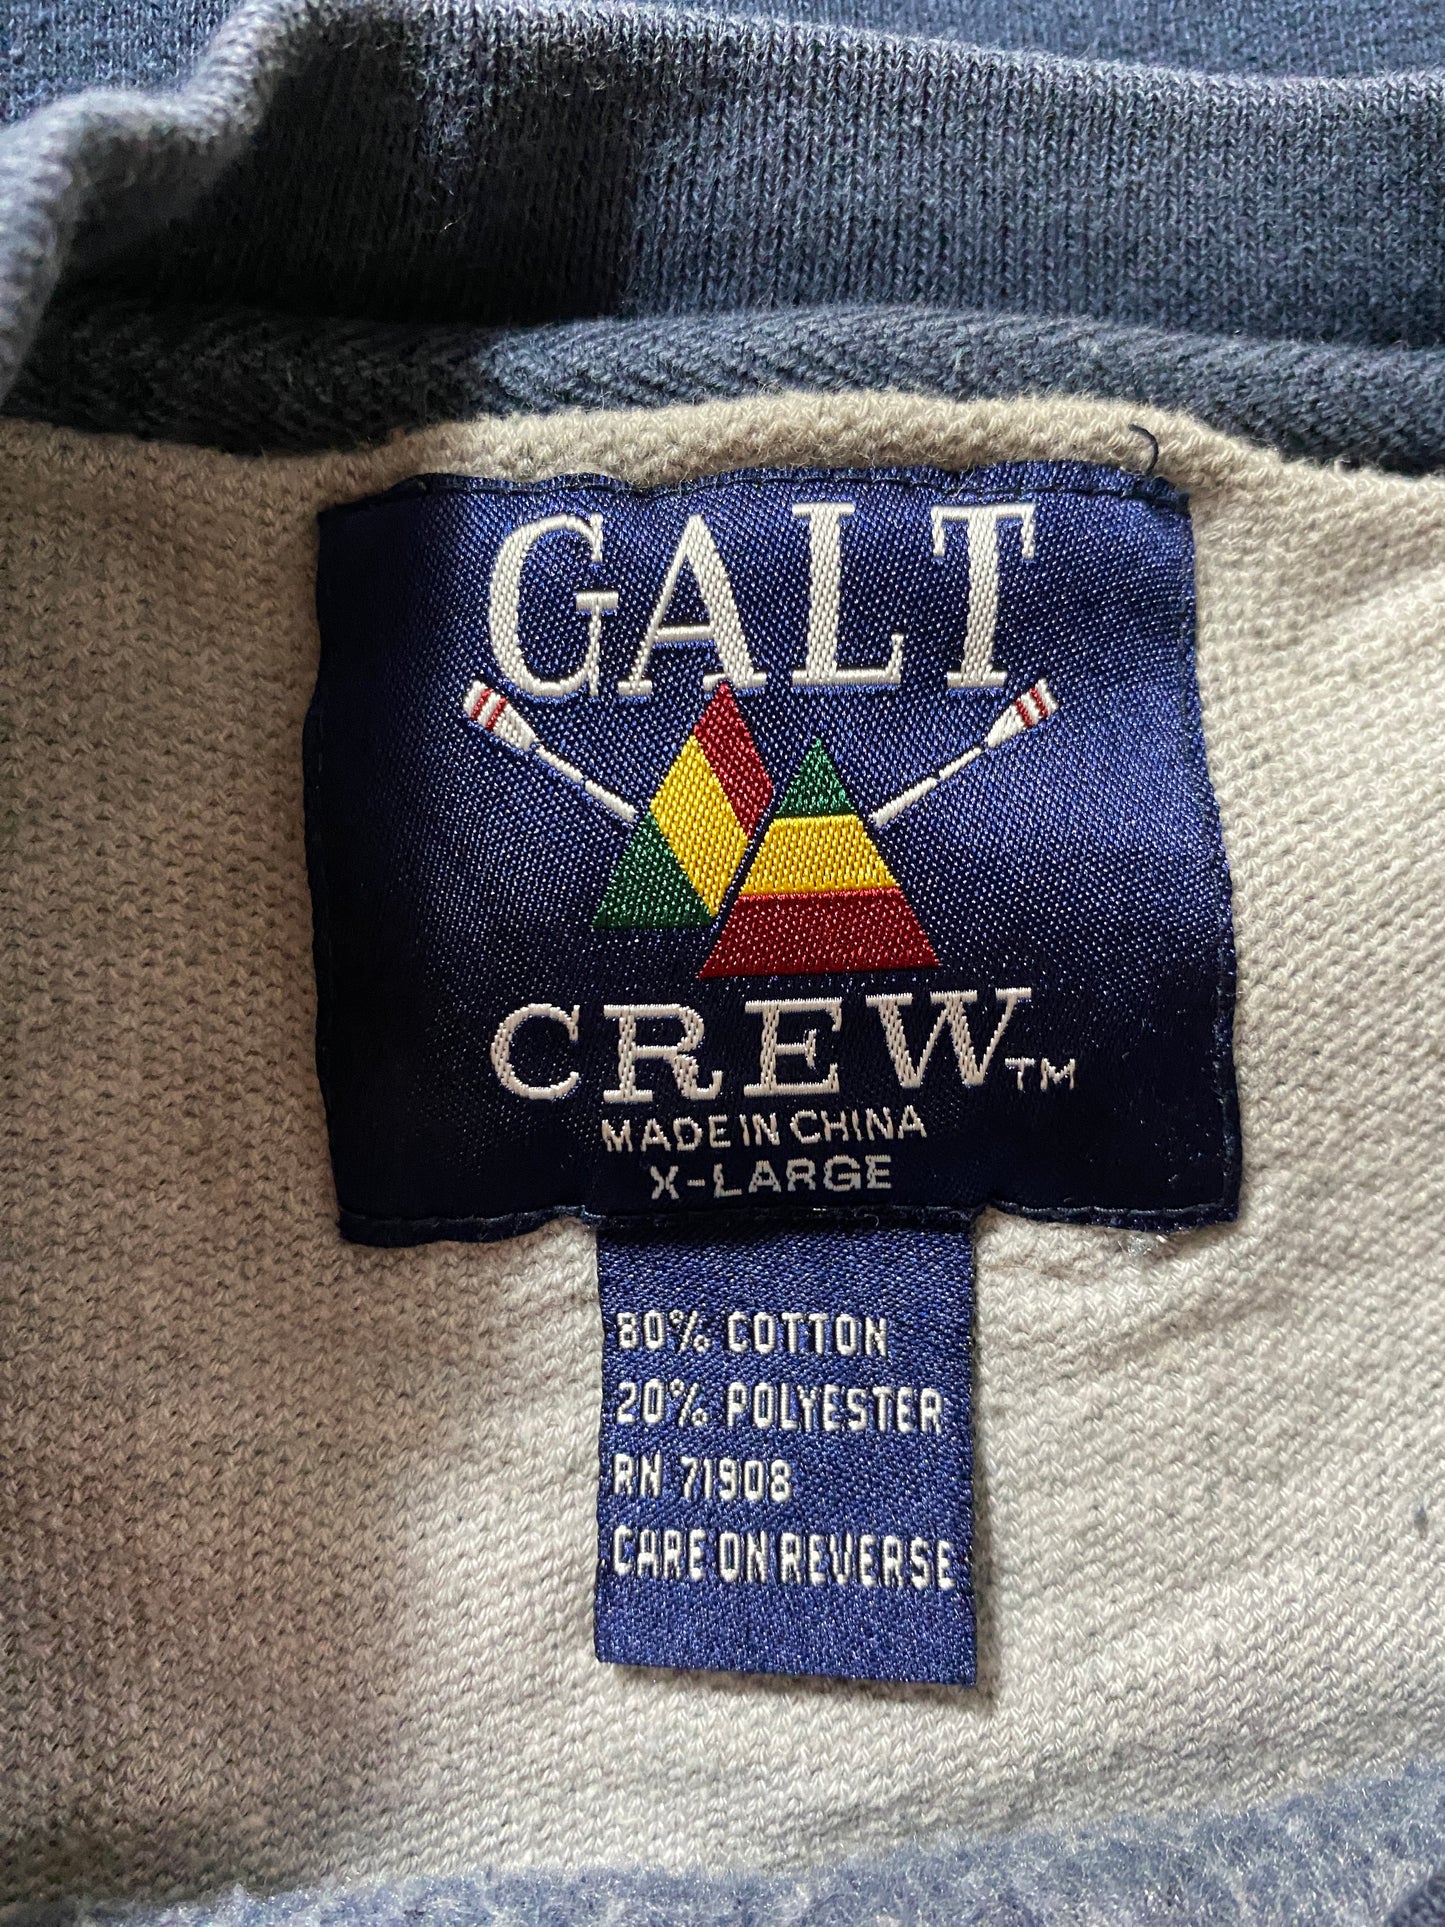 GALT
CREW™
MADE IN CHINA
X-LARGE
80% COTTON
20% POLYESTER
RN 71908
CARE ON REVERSE